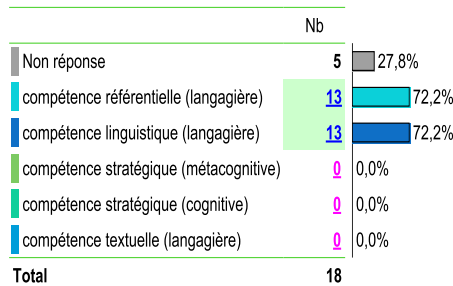 Nb
Non réponse 5 27,8%
compétence référentielle (langagière) 13 72,2%
compétence linguistique (langagière) 13 72,2%
compétence stratégique (métacognitive) 0 0,0%
compétence stratégique (cognitive) 0 0,0%
compétence textuelle (langagière) 0 0,0%
Total 18